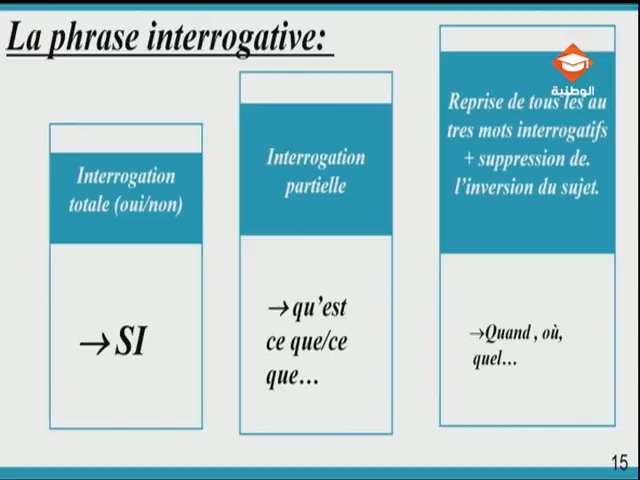 La phrase interrogative:
Interrogation
totale (oui/non)
→ SI
Interrogation
partielle
→ qu’est
ce que/ce
que…
الوطنية
Reprise de tous les au
tres mots interrogatifs
+ suppression de.
l’inversion du sujet.
→Quand , où,
quel…
15